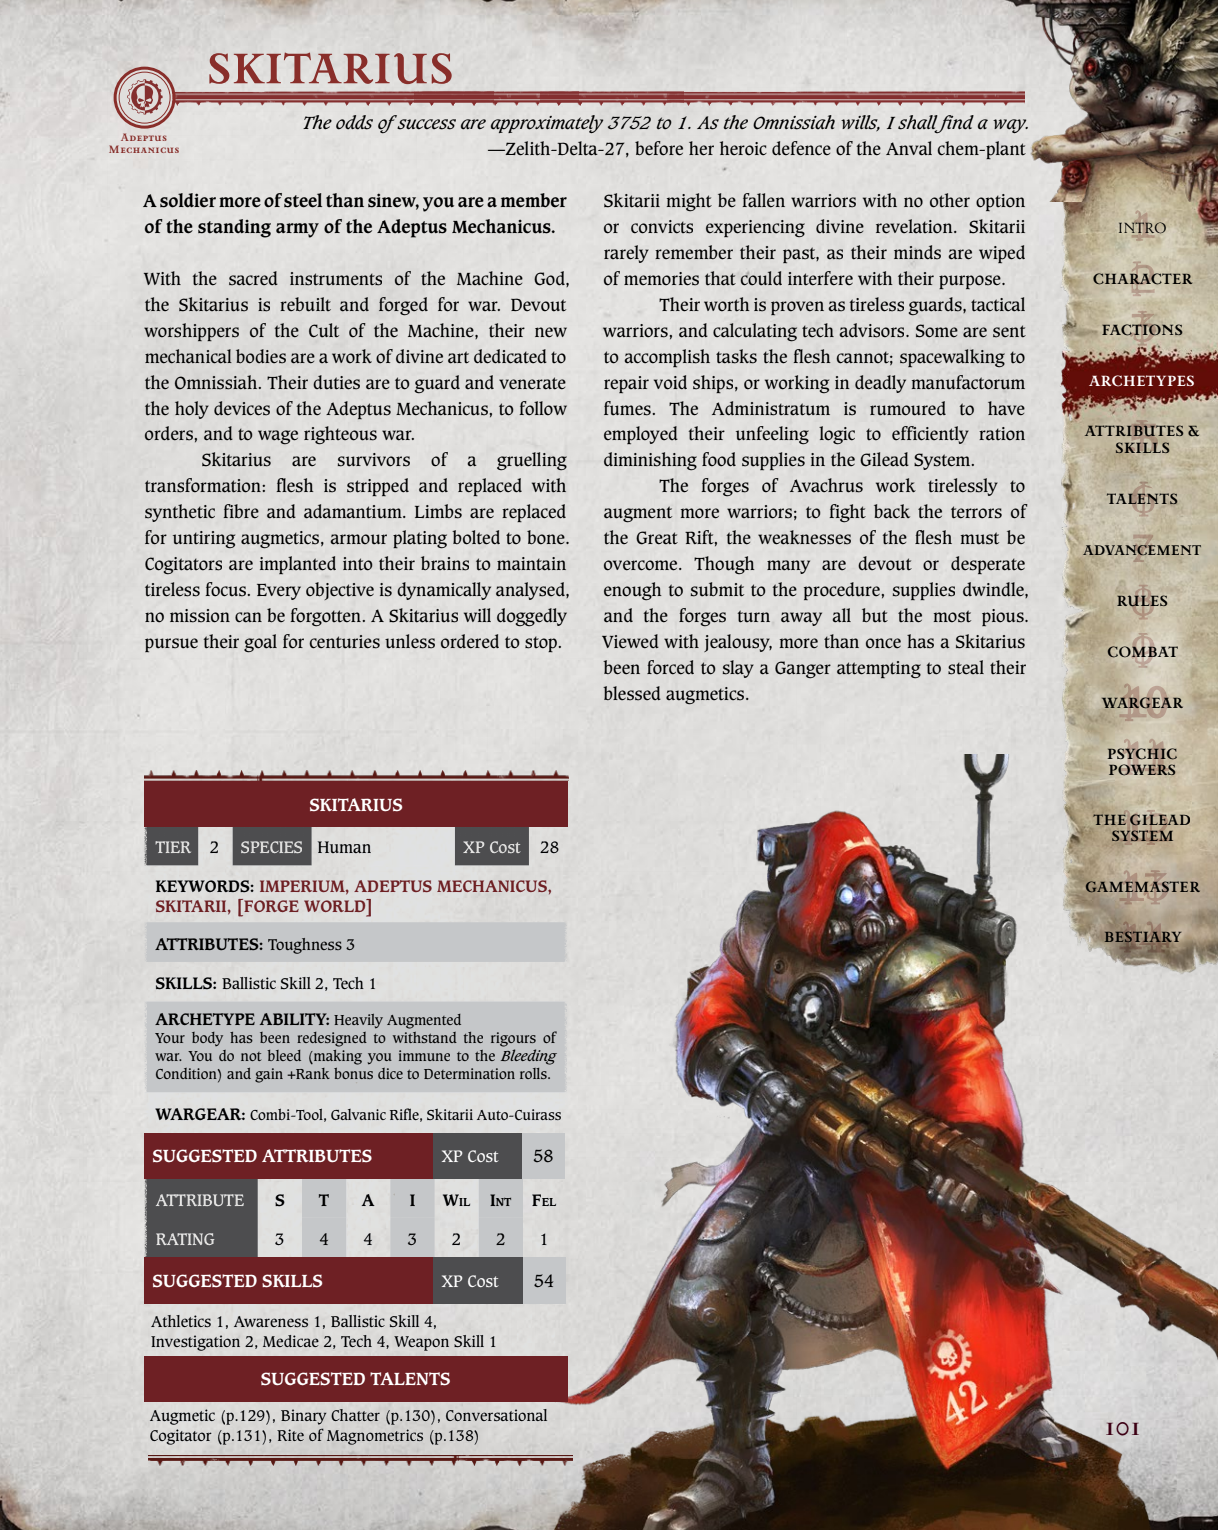 SKITARIUS
ADEPTUS
MECHANICUS
The odds of success are approximately 3752 to 1. As the Omnissiah wills, I shall find a way.
—Zelith-Delta-27, before her heroic defence of the Anval chem-plant
A soldier more of steel than sinew, you are a member
of the standing army of the Adeptus Mechanicus.
With the sacred instruments of the Machine God,
the Skitarius is rebuilt and forged for war. Devout
worshippers of the Cult of the Machine, their new
mechanical bodies are a work of divine art dedicated to
the Omnissiah. Their duties are to guard and venerate
the holy devices of the Adeptus Mechanicus, to follow
orders, and to wage righteous war.
Skitarius are survivors of a gruelling
transformation: flesh is stripped and replaced with
synthetic fibre and adamantium. Limbs are replaced
for untiring augmetics, armour plating bolted to bone.
Cogitators are implanted into their brains to maintain
tireless focus. Every objective is dynamically analysed,
no mission can be forgotten. A Skitarius will doggedly
pursue their goal for centuries unless ordered to stop.
Skitarii might be fallen warriors with no other option
or convicts experiencing divine revelation. Skitarii
rarely remember their past, as their minds are wiped
of memories that could interfere with their purpose.
Their worth is proven as tireless guards, tactical
warriors, and calculating tech advisors. Some are sent
to accomplish tasks the flesh cannot; spacewalking to
repair void ships, or working in deadly manufactorum
fumes. The Administratum is rumoured to have
employed their unfeeling logic to efficiently ration
diminishing food supplies in the Gilead System.
The forges of Avachrus work tirelessly to
augment more warriors; to fight back the terrors of
the Great Rift, the weaknesses of the flesh must be
overcome. Though many are devout or desperate
enough to submit to the procedure, supplies dwindle,
and the forges turn away all but the most pious.
Viewed with jealousy, more than once has a Skitarius
been forced to slay a Ganger attempting to steal their
blessed augmetics.
SKITARIUS
TIER 2 SPECIES Human XP Cost 28
KEYWORDS: IMPERIUM, ADEPTUS MECHANICUS,
SKITARII, [FORGE WORLD]
ATTRIBUTES: Toughness 3
SKILLS: Ballistic Skill 2, Tech 1
ARCHETYPE ABILITY: Heavily Augmented
Your body has been redesigned to withstand the rigours of
war. You do not bleed (making you immune to the Bleeding
Condition) and gain +Rank bonus dice to Determination rolls.
WARGEAR: Combi-Tool, Galvanic Rifle, Skitarii Auto-Cuirass
SUGGESTED ATTRIBUTES XP Cost 58
ATTRIBUTE S T A I WIL INT FEL
RATING 3 4 4 3 2 2 1
SUGGESTED SKILLS XP Cost 54
Athletics 1, Awareness 1, Ballistic Skill 4,
Investigation 2, Medicae 2, Tech 4, Weapon Skill 1
SUGGESTED TALENTS
Augmetic (p.129), Binary Chatter (p.130), Conversational
Cogitator (p.131), Rite of Magnometrics (p.138)
42
INTRO
CHARACTER
FACTIONS
ARCHETYPES
ATTRIBUTES &
SKILLS
TALENTS
ADVANCEMENT
RULES
COMBAT
WARGEAR
PSYCHIC
POWERS
THE GILEAD
SYSTEM
GAMEMASTER
BESTIARY
101